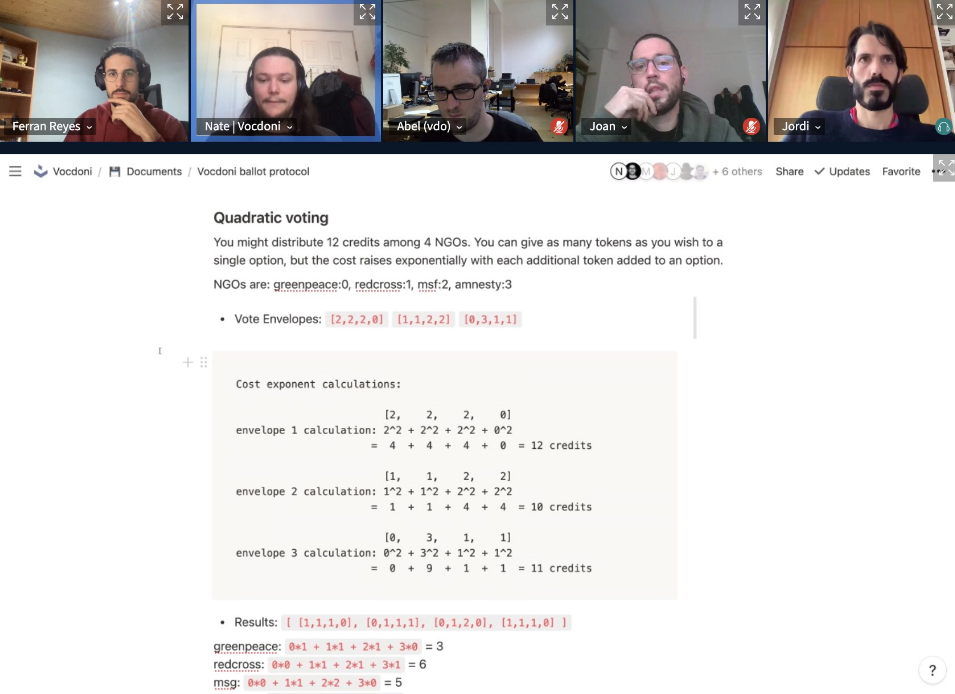 Ferran Reyes
Nate | Vocdoni
Abel (vdo)
Joan
Jordi
Vocdoni / Documents / Vocdoni ballot protocol
N M J + 6 others Share Updates Favorite
Quadratic voting
You might distribute 12 credits among 4 NGOs. You can give as many tokens as you wish to a
single option, but the cost raises exponentially with each additional token added to an option.
NGOs are: greenpeace:0, redcross:1, msf:2, amnesty:3
• Vote Envelopes: [2,2,2,0] [1,1,2,2] [0,3,1,1]
Cost exponent calculations:
[2, 2, 2, 0]
envelope 1 calculation: 2^2 + 2^2 + 2^2 + 0^2
= 4 + 4 + 4 + 0 = 12 credits
[1, 1, 2, 2]
envelope 2 calculation: 1^2 + 1^2 + 2^2 + 2^2
= 1 + 1 + 4 + 4 = 10 credits
[0, 3, 1, 1]
envelope 3 calculation: 0^2 + 3^2 + 1^2 + 1^2
= 0 + 9 + 1 + 1 = 11 credits
• Results: [ [1,1,1,0], [0,1,1,1], [0,1,2,0], [1,1,1,0] ]
greenpeace: 0*1 + 1*1 + 2*1 + 3*0 = 3
redcross: 0*0 + 1*1 + 2*1 + 3*1 = 6
msg: 0*0 + 1*1 + 2*2 + 3*0 = 5
?